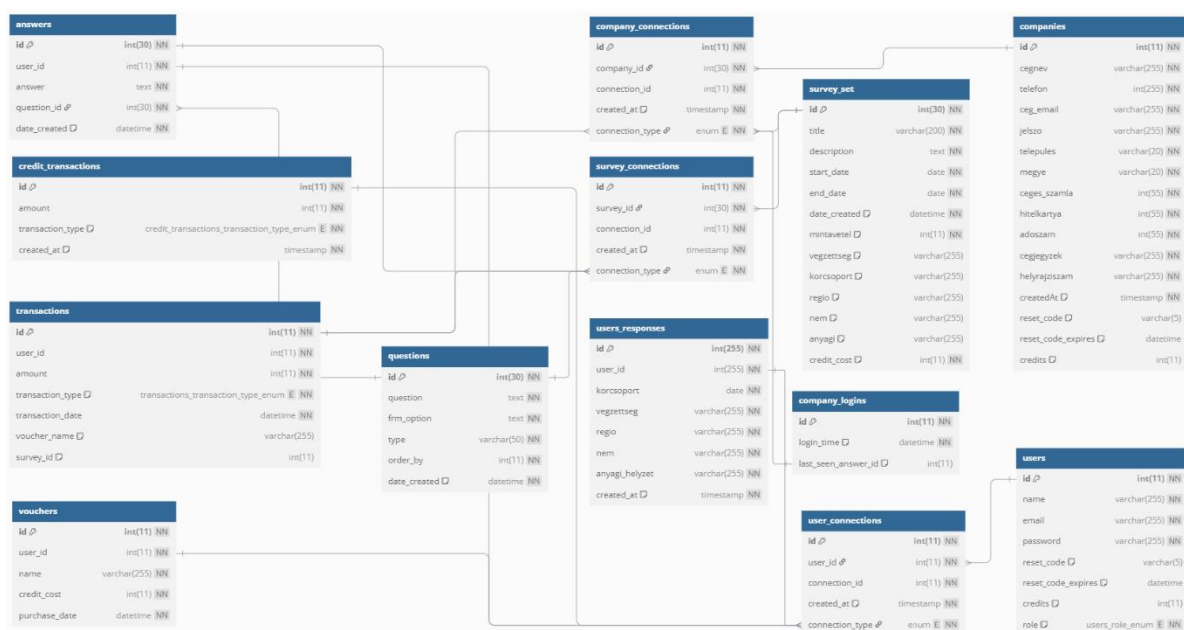 answers
id int(30) NN
user_id int(11) NN
answer text NN
question_id int(30) NN
date_created datetime NN
credit_transactions
id int(11) NN
amount int(11) NN
transaction_type credit_transactions_transaction_type_enum E NN
created_at timestamp NN
transactions
id int(11) NN
user_id int(11) NN
amount int(11) NN
transaction_type transactions_transaction_type_enum E NN
transaction_date datetime NN
voucher_name varchar(255)
survey_id int(11)
vouchers
id int(11) NN
user_id int(11) NN
name varchar(255) NN
credit_cost int(11) NN
purchase_date datetime NN
questions
id int(30) NN
question text NN
frm_option text NN
type varchar(50) NN
order_by int(11) NN
date_created datetime NN
company_connections
id int(11) NN
company_id int(30) NN
connection_id int(11) NN
created_at timestamp NN
connection_type enum E NN
survey_connections
id int(11) NN
survey_id int(30) NN
connection_id int(11) NN
created_at timestamp NN
connection_type enum E NN
users_responses
id int(255) NN
user_id int(255) NN
korcsoport date NN
vegzettseg varchar(255) NN
regio varchar(255) NN
nem varchar(255) NN
anyagi_helyzet varchar(255) NN
created_at timestamp NN
survey_set
id int(30) NN
title varchar(200) NN
description text NN
start_date date NN
end_date date NN
date_created datetime NN
mintavetel int(11) NN
vegzettseg varchar(255)
korcsoport varchar(255)
regio varchar(255)
nem varchar(255)
anyagi varchar(255)
credit_cost int(11) NN
company_logins
id int(11) NN
login_time datetime NN
last_seen_answer_id int(11)
user_connections
id int(11) NN
user_id int(11) NN
connection_id int(11) NN
created_at timestamp NN
connection_type enum E NN
companies
id int(11) NN
cegnev varchar(255) NN
telefon int(255) NN
ceg_email varchar(255) NN
jelszo varchar(255) NN
telepules varchar(20) NN
megye varchar(20) NN
ceges_szamla int(55) NN
hitelkartya int(55) NN
adoszam int(55) NN
cegjegyzek varchar(255) NN
helyrajziszam varchar(255) NN
createdAt timestamp NN
reset_code varchar(5)
reset_code_expires datetime
credits int(11)
users
id int(11) NN
name varchar(255) NN
email varchar(255) NN
password varchar(255) NN
reset_code varchar(5)
reset_code_expires datetime
credits int(11)
role users_role_enum E NN